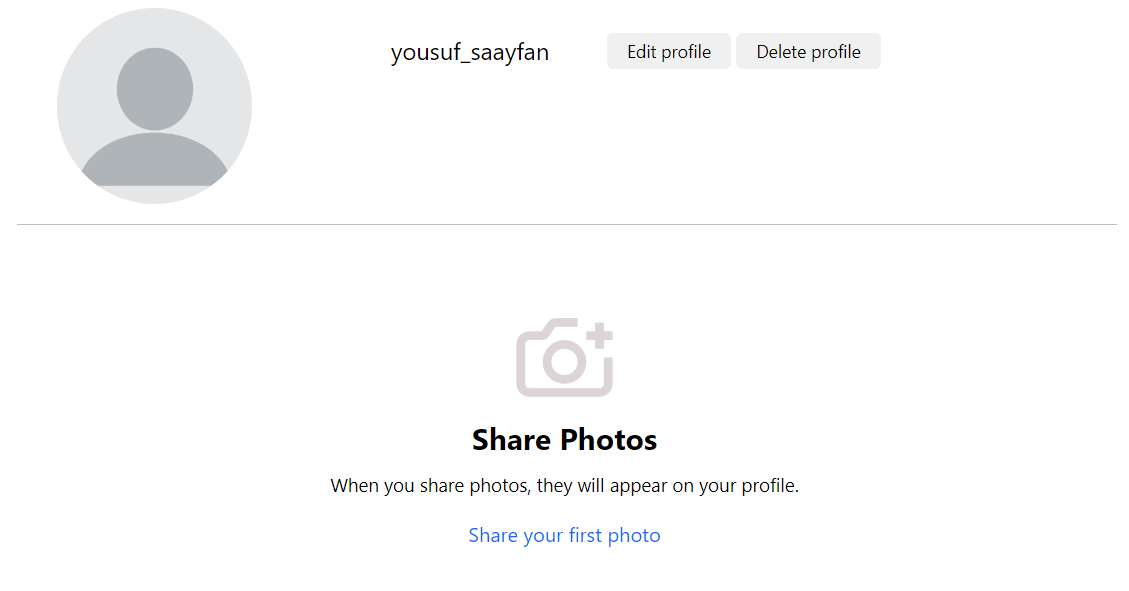 yousuf_saayfan Edit profile Delete profile
Share Photos
When you share photos, they will appear on your profile.
Share your first photo